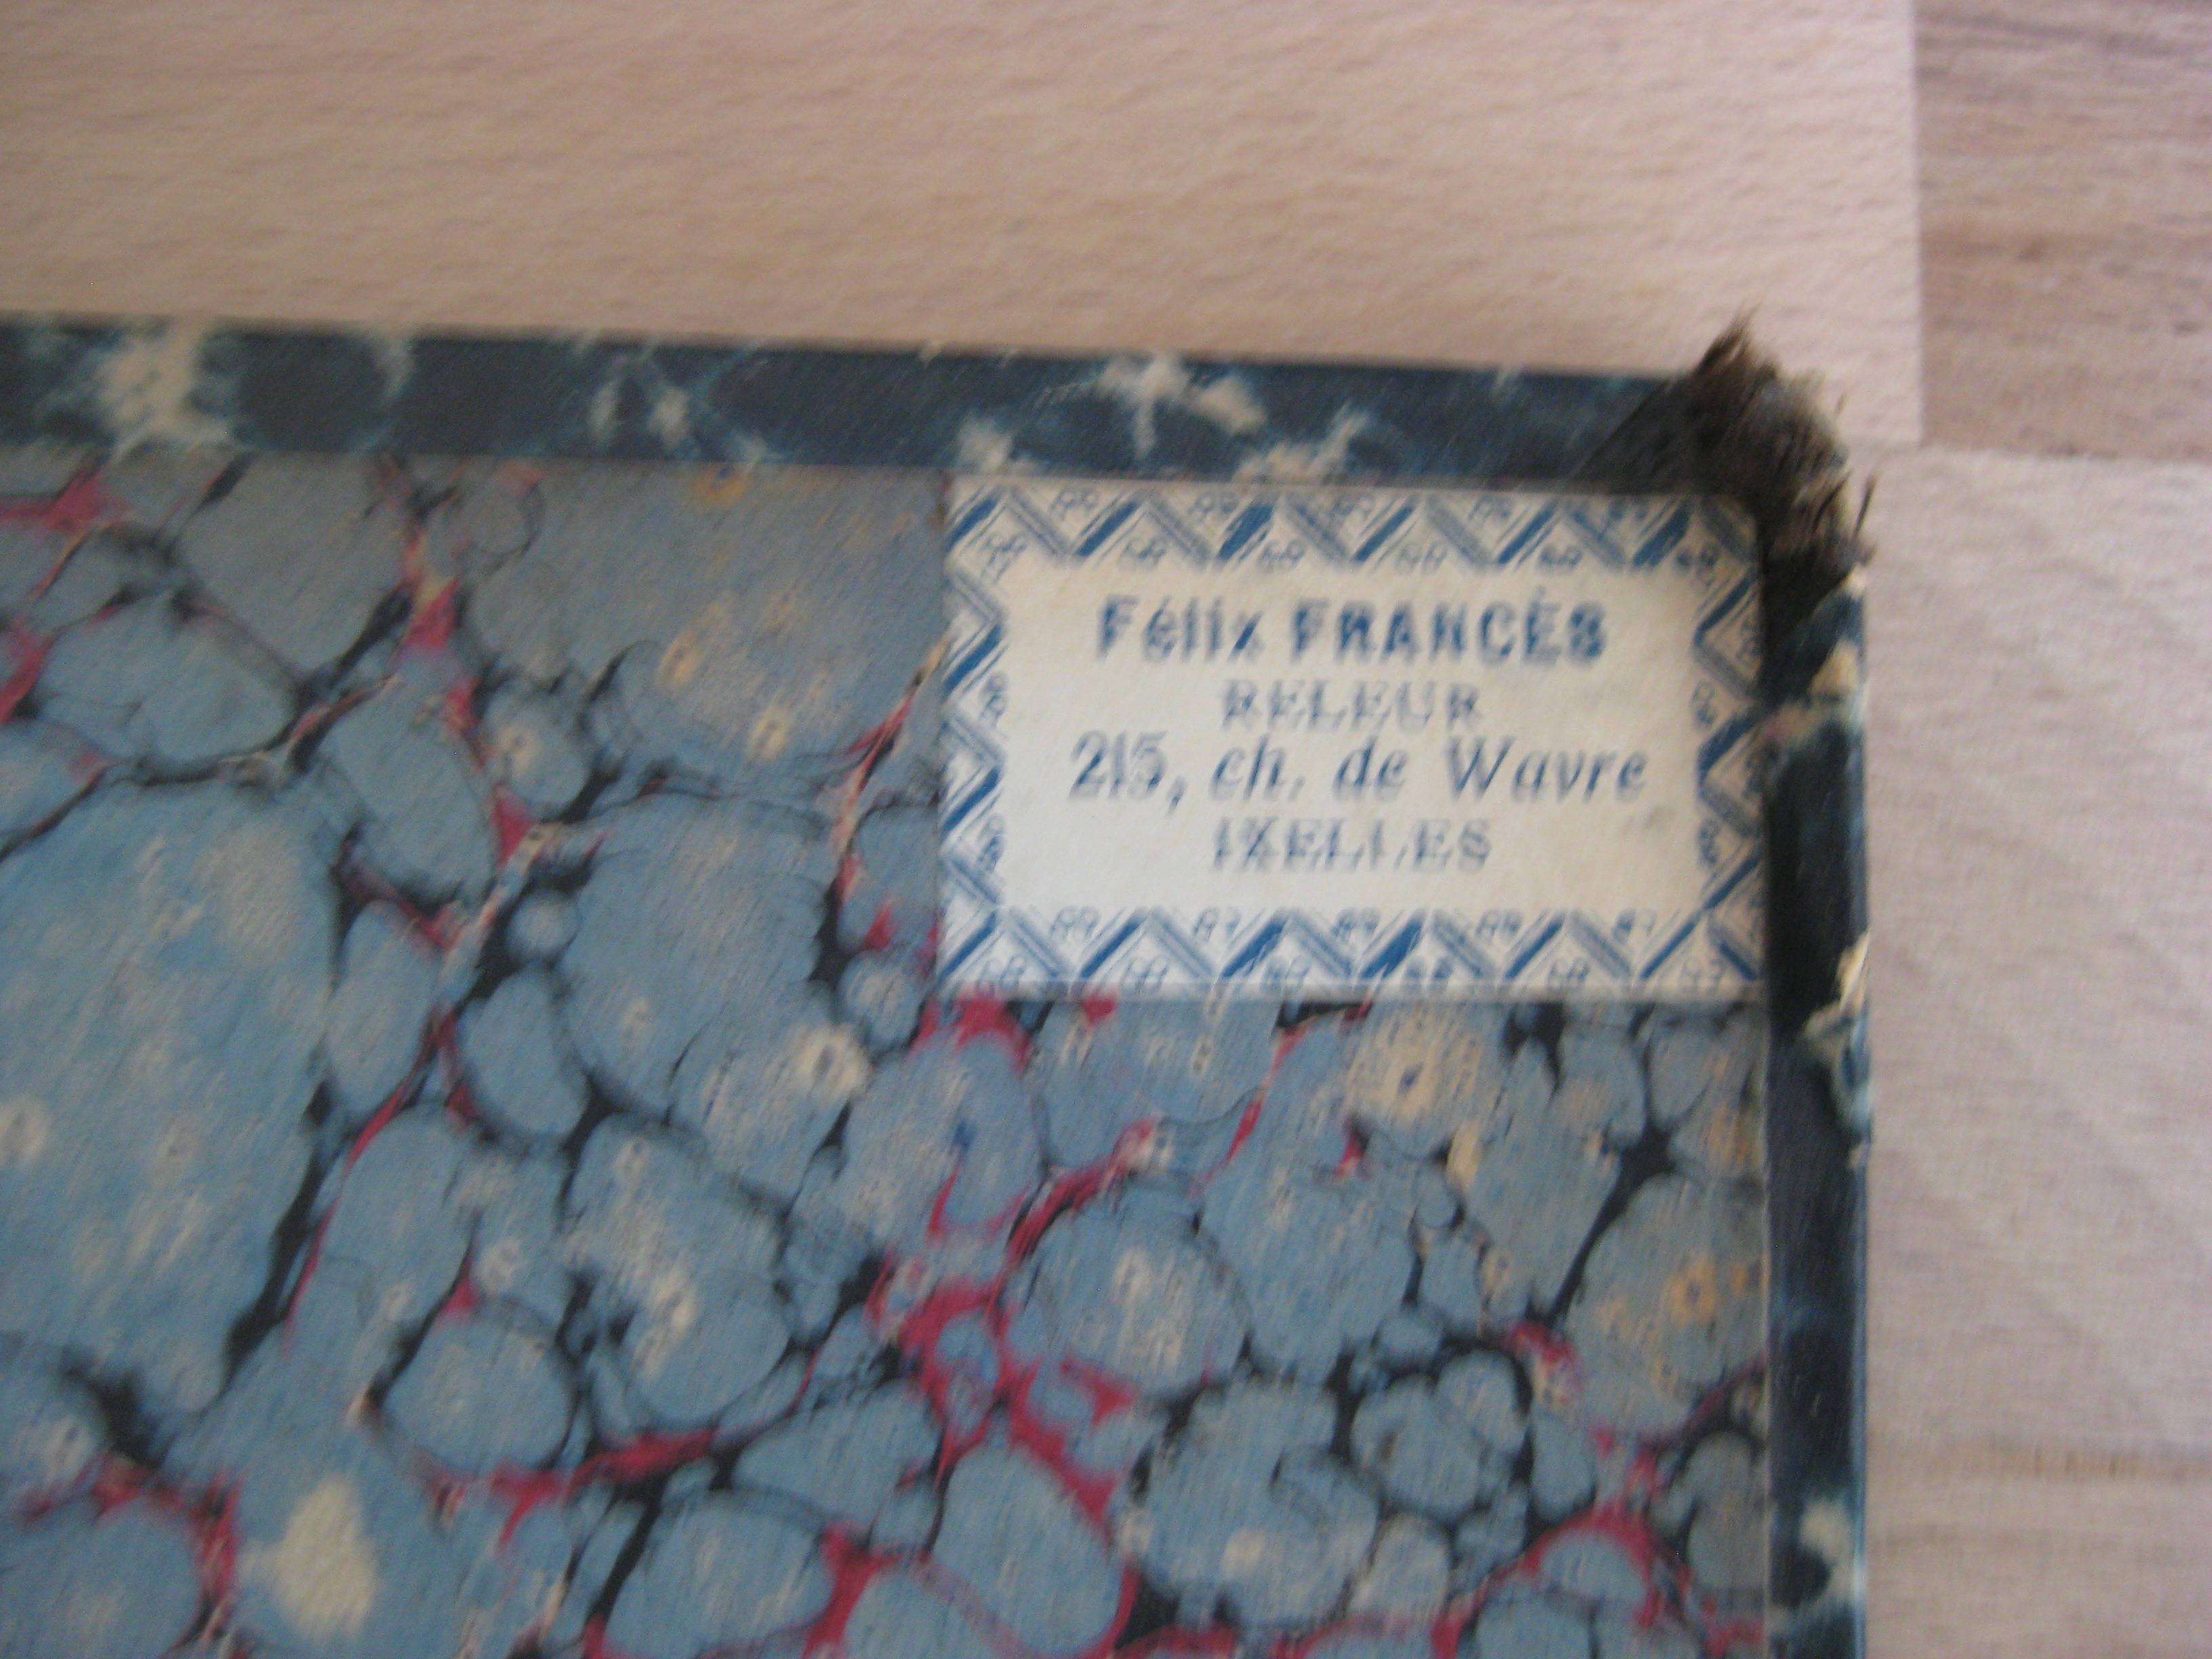 Félix FRANCÈS
RELEUR
215, ch. de Wavre
IXELLES